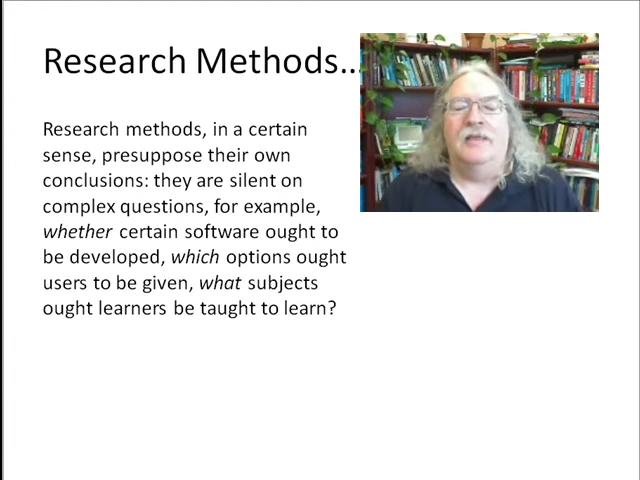 Research Methods...
Research methods, in a certain
sense, presuppose their own
conclusions: they are silent on
complex questions, for example,
whether certain software ought to
be developed, which options ought
users to be given, what subjects
ought learners be taught to learn?